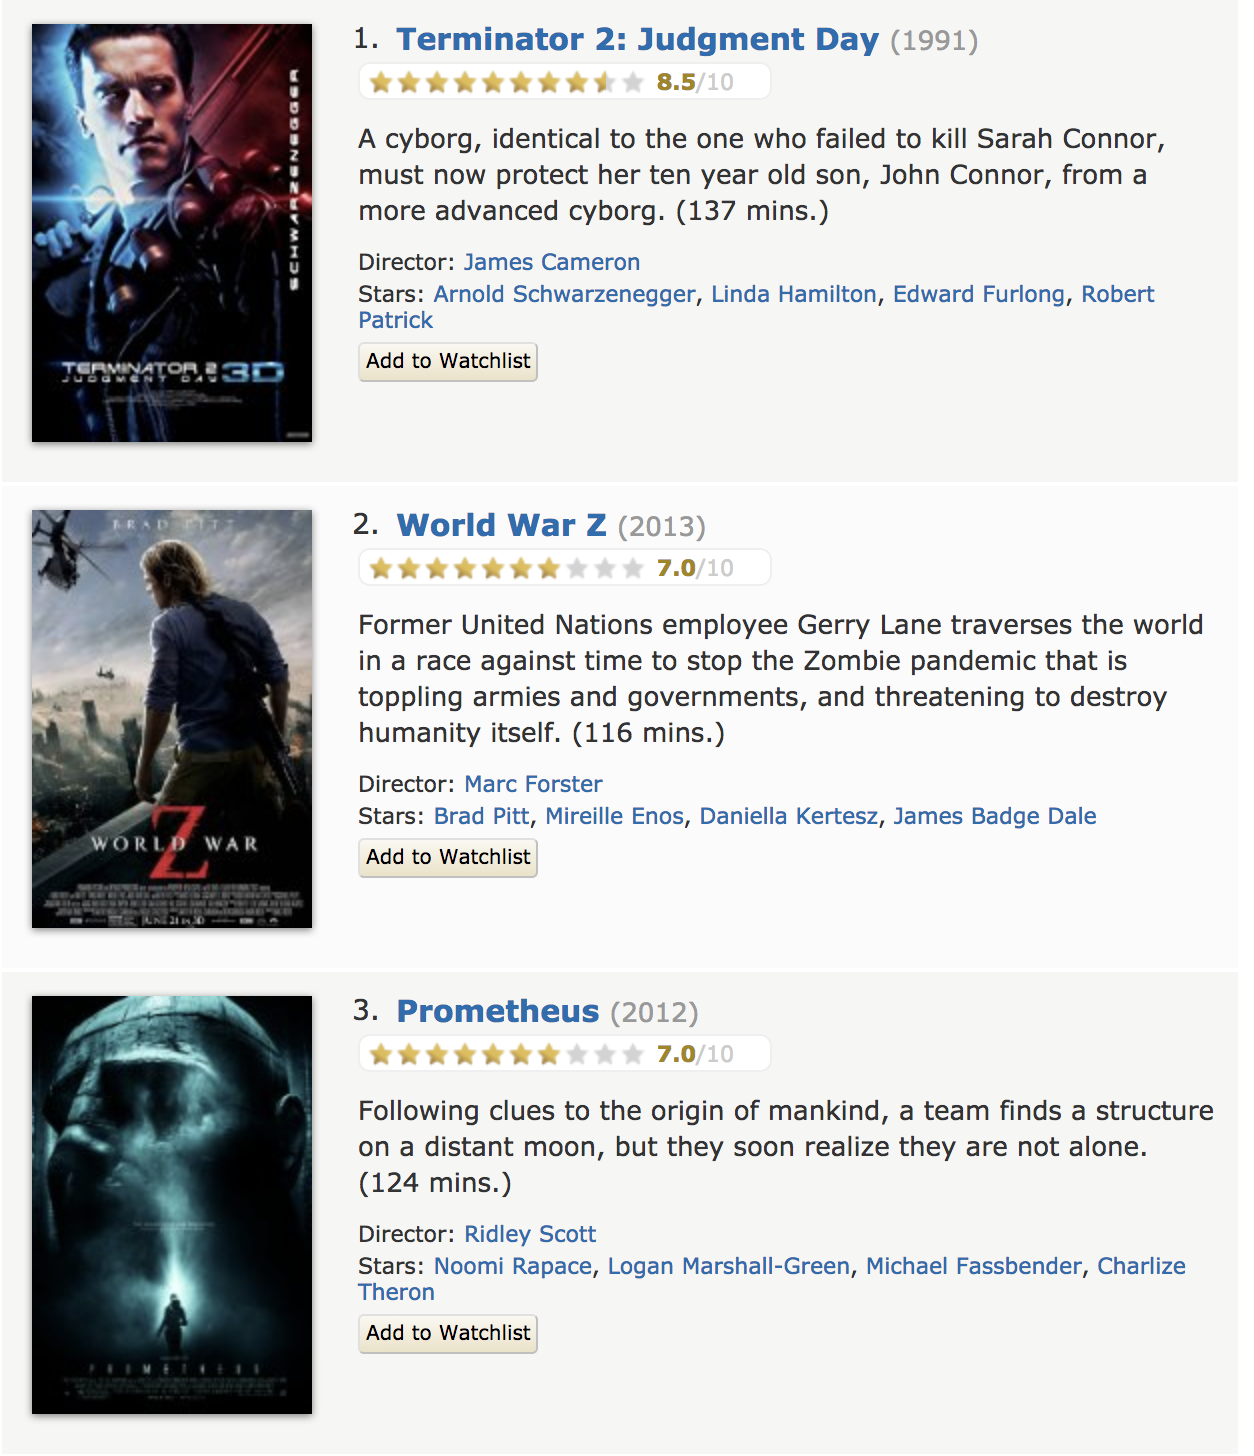 SCHWARZENEGGER
TERMINATOR 2 3D
JUDGMENT DAY
1. Terminator 2: Judgment Day (1991)
8.5/10
A cyborg, identical to the one who failed to kill Sarah Connor,
must now protect her ten year old son, John Connor, from a
more advanced cyborg. (137 mins.)
Director: James Cameron
Stars: Arnold Schwarzenegger, Linda Hamilton, Edward Furlong, Robert
Patrick
Add to Watchlist
BRAD PITT
WORLD WAR
Z
JUNE 21 IN 3D
2. World War Z (2013)
7.0/10
Former United Nations employee Gerry Lane traverses the world
in a race against time to stop the Zombie pandemic that is
toppling armies and governments, and threatening to destroy
humanity itself. (116 mins.)
Director: Marc Forster
Stars: Brad Pitt, Mireille Enos, Daniella Kertesz, James Badge Dale
Add to Watchlist
PROMETHEUS
3. Prometheus (2012)
7.0/10
Following clues to the origin of mankind, a team finds a structure
on a distant moon, but they soon realize they are not alone.
(124 mins.)
Director: Ridley Scott
Stars: Noomi Rapace, Logan Marshall-Green, Michael Fassbender, Charlize
Theron
Add to Watchlist